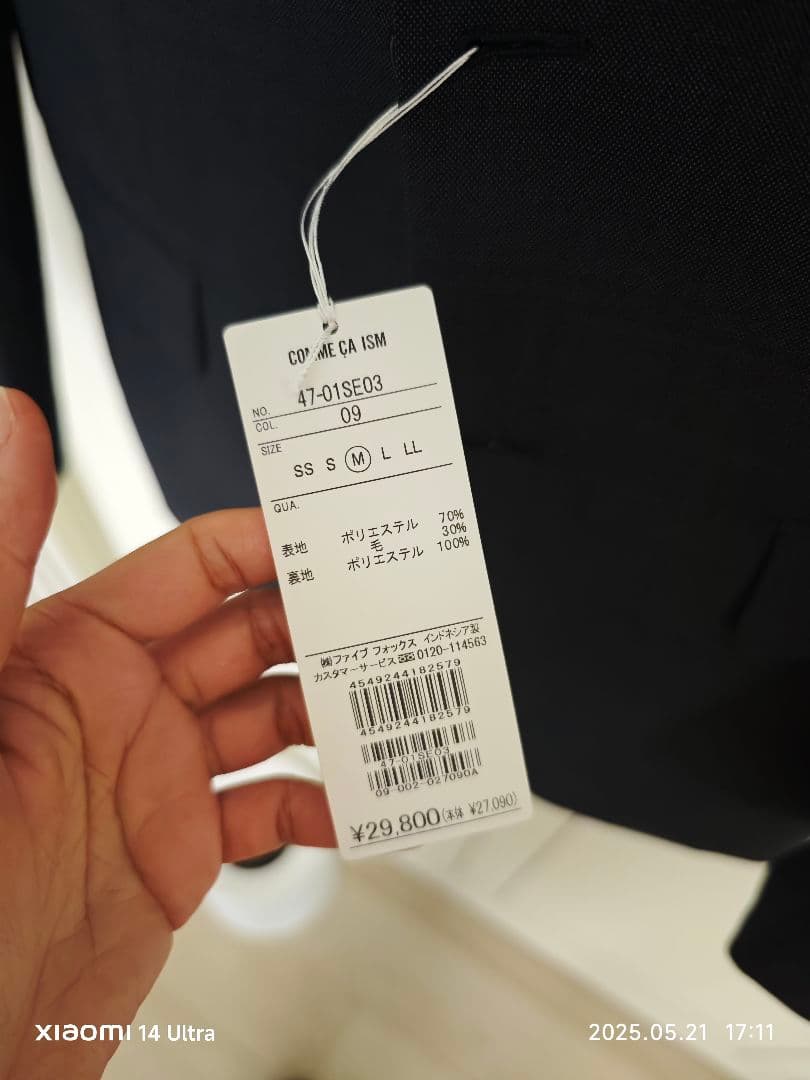 COMME ÇA ISM
NO. 47-01SE03
COL. 09
SIZE
SS S M L LL
QUA.
表地 ポリエステル 70%
毛 30%
裏地 ポリエステル 100%
㈱ファイブ フォックス インドネシア製
カスタマーサービス 0120-114563
4549244182579
4549244182579
47-01SE03
09-002-027090A
¥29,800(本体 ¥27,090)
XIAOMI 14 Ultra
2025.05.21 17:11